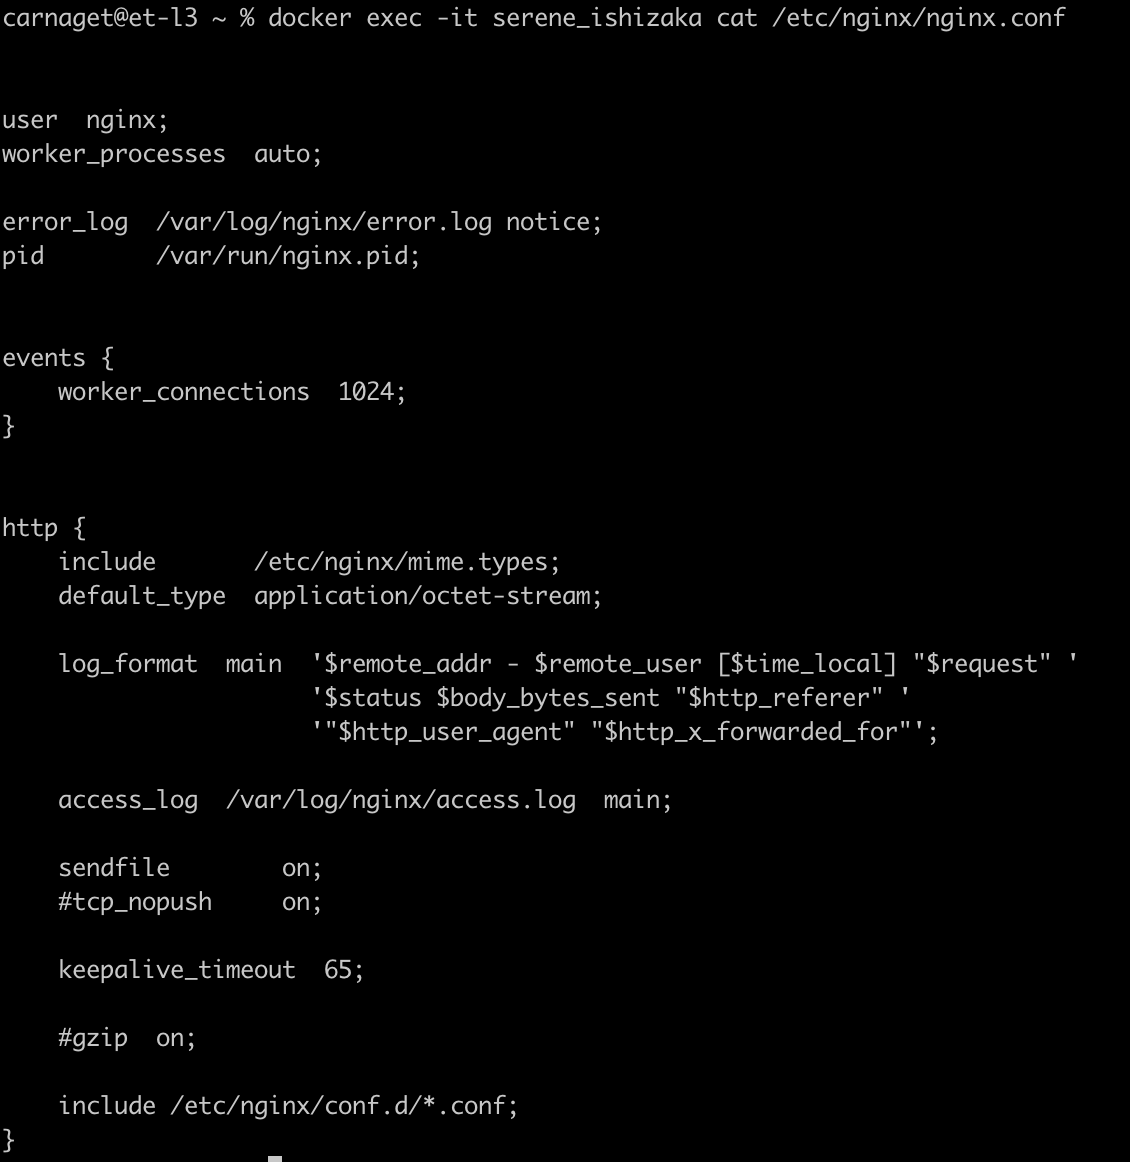 carnaget@et-l3 ~ % docker exec -it serene_ishizaka cat /etc/nginx/nginx.conf
user  nginx;
worker_processes  auto;
error_log  /var/log/nginx/error.log notice;
pid        /var/run/nginx.pid;
events {
    worker_connections  1024;
}
http {
    include       /etc/nginx/mime.types;
    default_type  application/octet-stream;
    log_format  main  '$remote_addr - $remote_user [$time_local] "$request" '
                      '$status $body_bytes_sent "$http_referer" '
                      '"$http_user_agent" "$http_x_forwarded_for"';
    access_log  /var/log/nginx/access.log  main;
    sendfile        on;
    #tcp_nopush     on;
    keepalive_timeout  65;
    #gzip  on;
    include /etc/nginx/conf.d/*.conf;
}